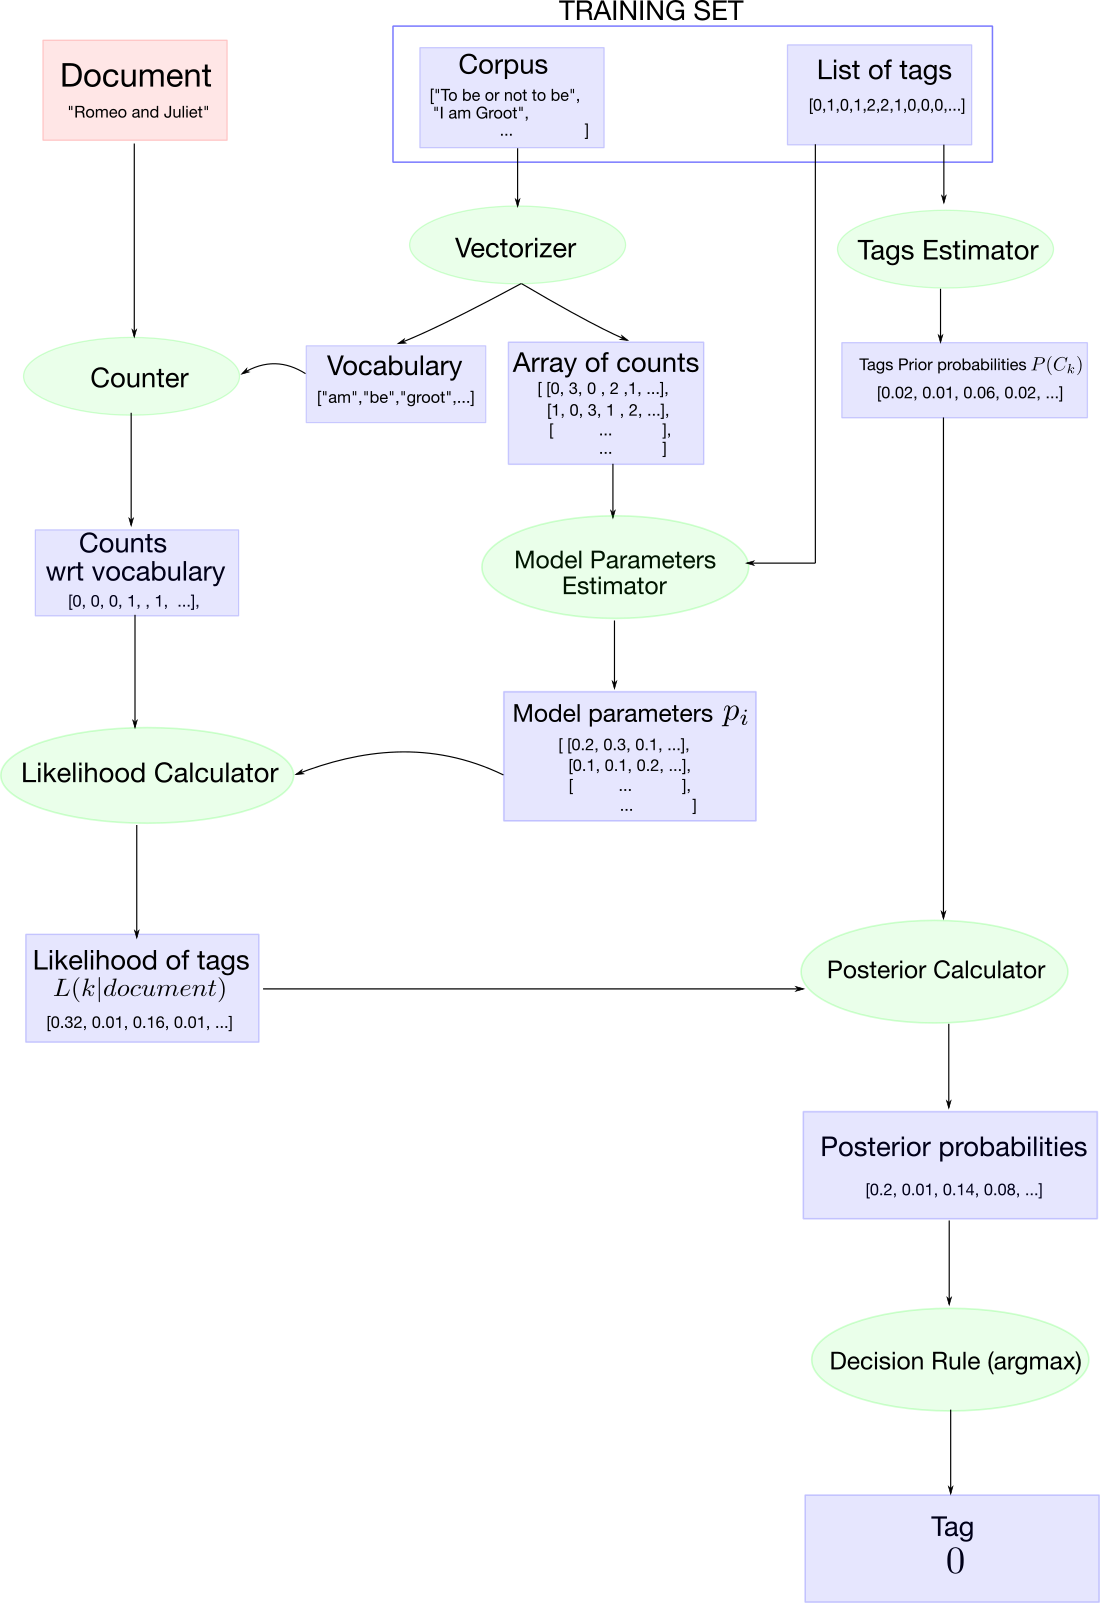 TRAINING SET
Document
"Romeo and Juliet"
Corpus
["To be or not to be",
"I am Groot",
... ]
List of tags
[0,1,0,1,2,2,1,0,0,0,...]
Vectorizer
Tags Estimator
Counter
Vocabulary
["am","be","groot",...]
Array of counts
[ [0, 3, 0 , 2 ,1, ...],
[1, 0, 3, 1 , 2, ...],
[ ... ],
... ]
Tags Prior probabilities P(C_k)
[0.02, 0.01, 0.06, 0.02, ...]
Counts
wrt vocabulary
[0, 0, 0, 1, , 1, ...],
Model Parameters
Estimator
Model parameters p_i
[ [0.2, 0.3, 0.1, ...],
[0.1, 0.1, 0.2, ...],
[ ... ],
... ]
Likelihood Calculator
Likelihood of tags
L(k|document)
[0.32, 0.01, 0.16, 0.01, ...]
Posterior Calculator
Posterior probabilities
[0.2, 0.01, 0.14, 0.08, ...]
Decision Rule (argmax)
Tag
0